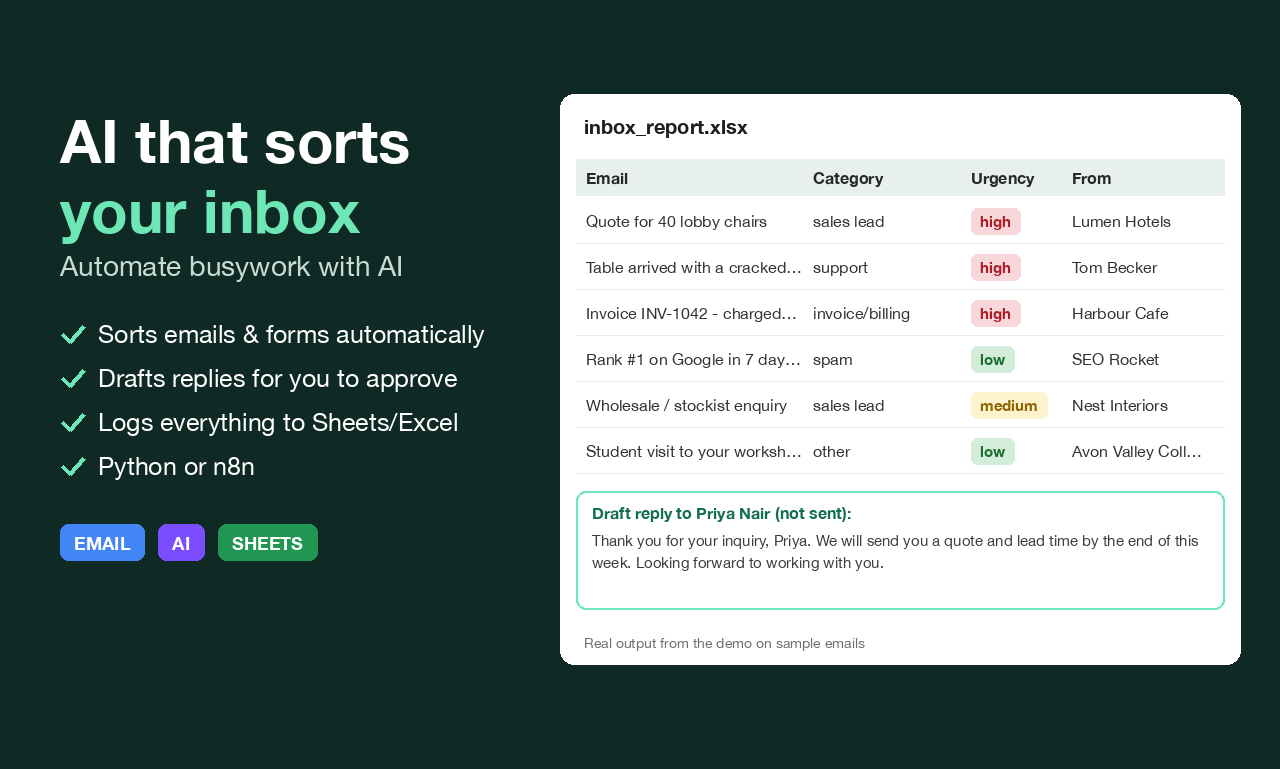 AI that sorts
your inbox
Automate busywork with AI
Sorts emails & forms automatically
Drafts replies for you to approve
Logs everything to Sheets/Excel
Python or n8n
EMAIL AI SHEETS
inbox_report.xlsx
Email Category Urgency From
Quote for 40 lobby chairs sales lead high Lumen Hotels
Table arrived with a cracked… support high Tom Becker
Invoice INV-1042 - charged… invoice/billing high Harbour Cafe
Rank #1 on Google in 7 day… spam low SEO Rocket
Wholesale / stockist enquiry sales lead medium Nest Interiors
Student visit to your worksh… other low Avon Valley Coll…
Draft reply to Priya Nair (not sent):
Thank you for your inquiry, Priya. We will send you a quote and lead time by the end of this
week. Looking forward to working with you.
Real output from the demo on sample emails